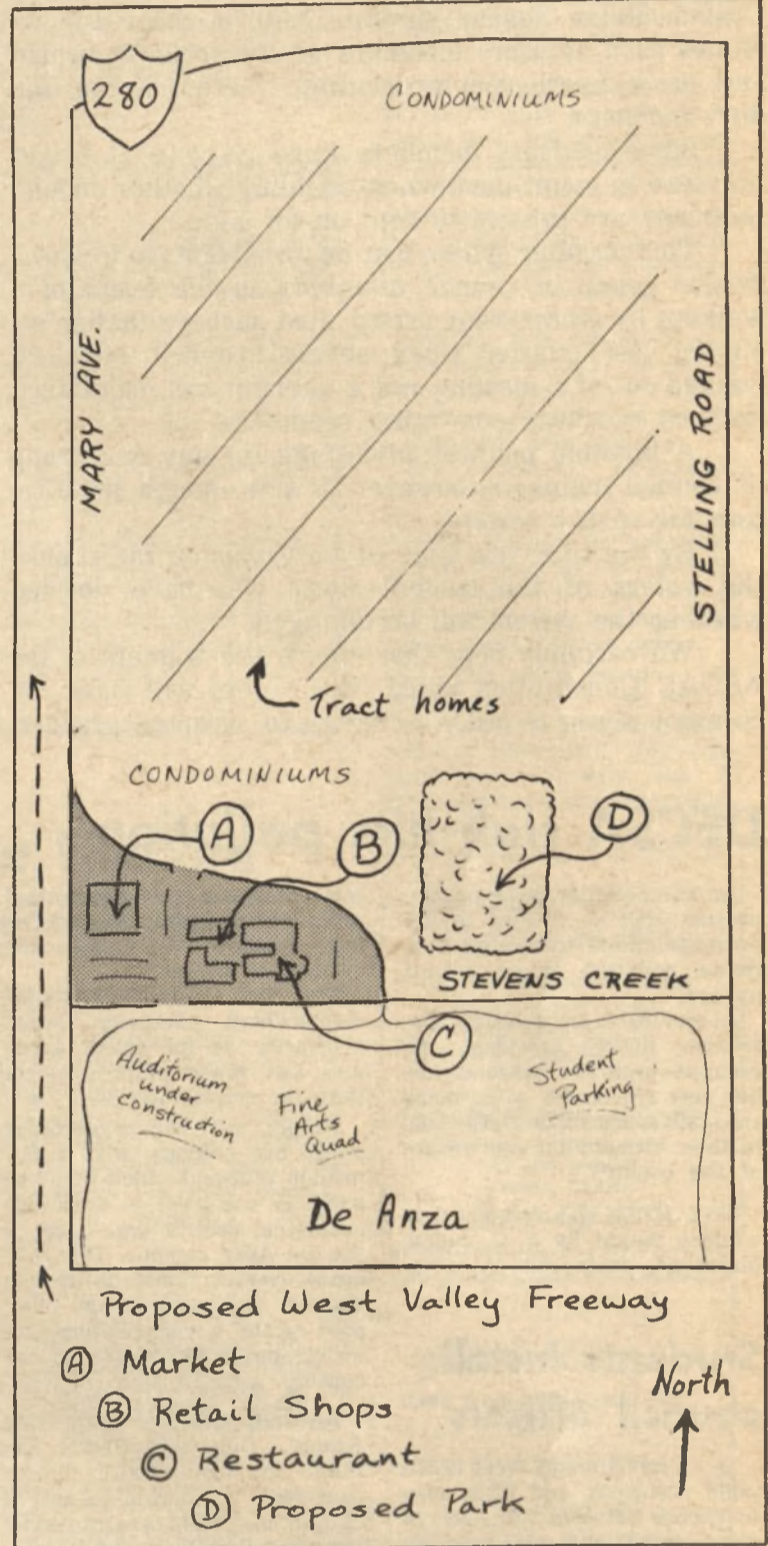 280
CONDOMINIUMS
MARY AVE.
STELLING ROAD
Tract homes
CONDOMINIUMS
A
B
D
STEVENS CREEK
C
Auditorium
under
construction
Fine
Arts
Quad
Student
Parking
De Anza
Proposed West Valley Freeway
A Market
B Retail Shops
C Restaurant
D Proposed Park
North